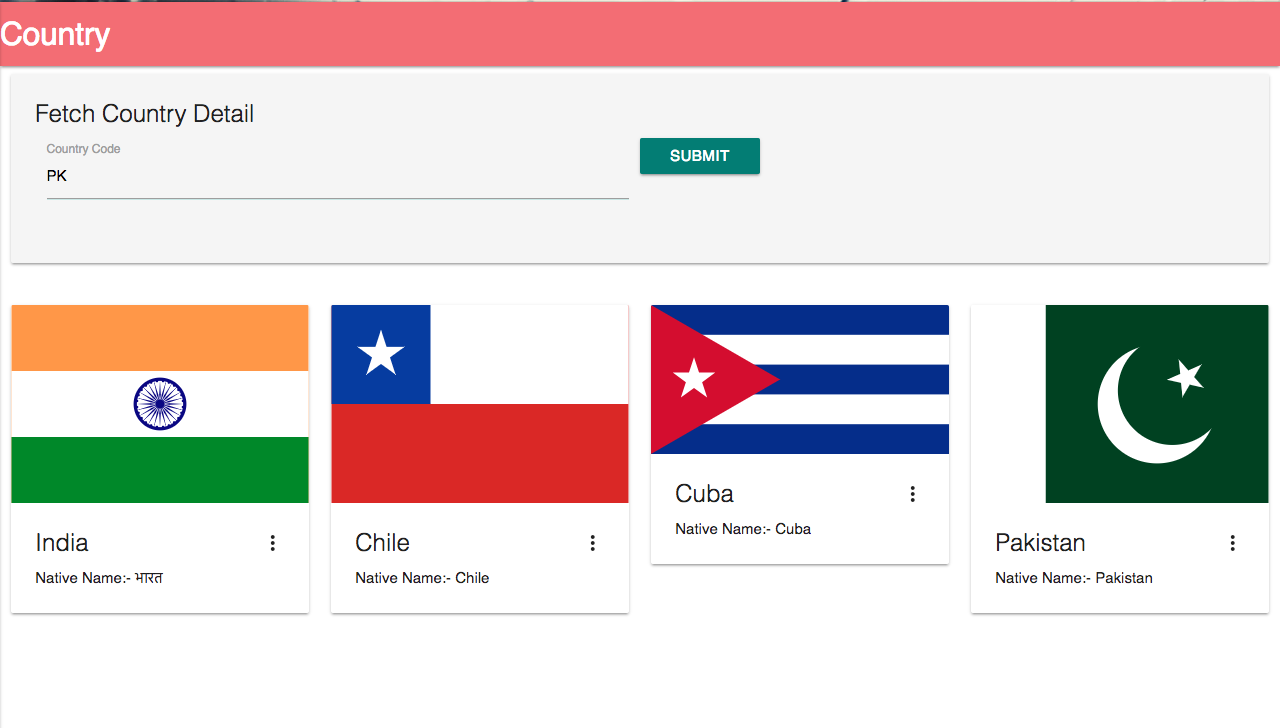 Country
Fetch Country Detail
Country Code
PK
SUBMIT
India
Native Name:- भारत
Chile
Native Name:- Chile
Cuba
Native Name:- Cuba
Pakistan
Native Name:- Pakistan